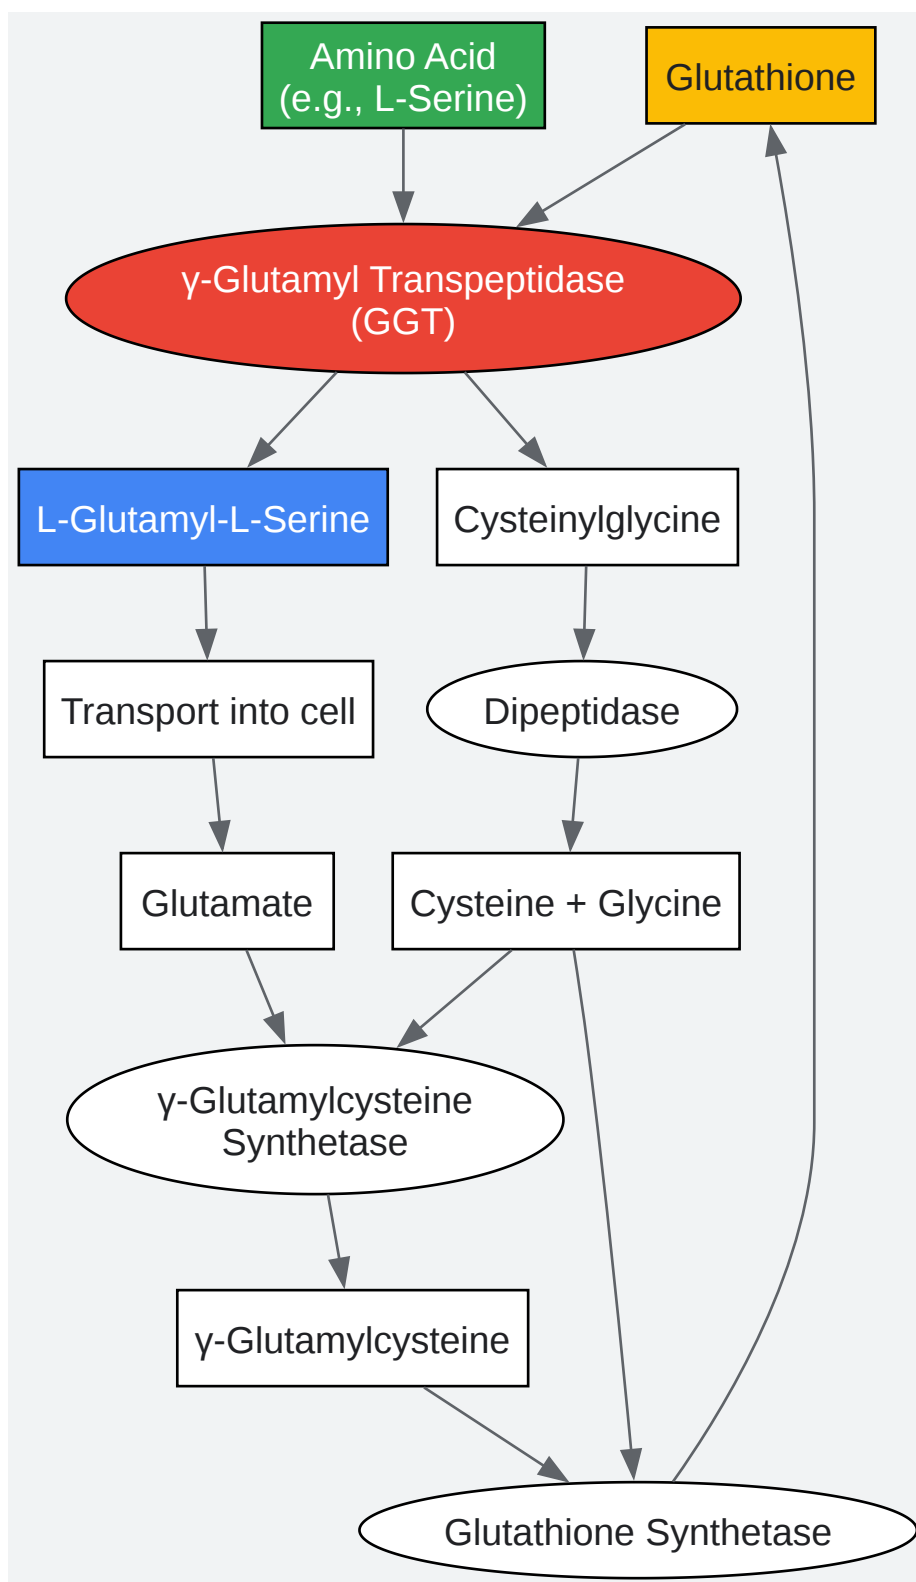 Amino Acid
(e.g., L-Serine)
Glutathione
γ-Glutamyl Transpeptidase
(GGT)
L-Glutamyl-L-Serine
Cysteinylglycine
Transport into cell
Dipeptidase
Glutamate
Cysteine + Glycine
γ-Glutamylcysteine
Synthetase
γ-Glutamylcysteine
Glutathione Synthetase